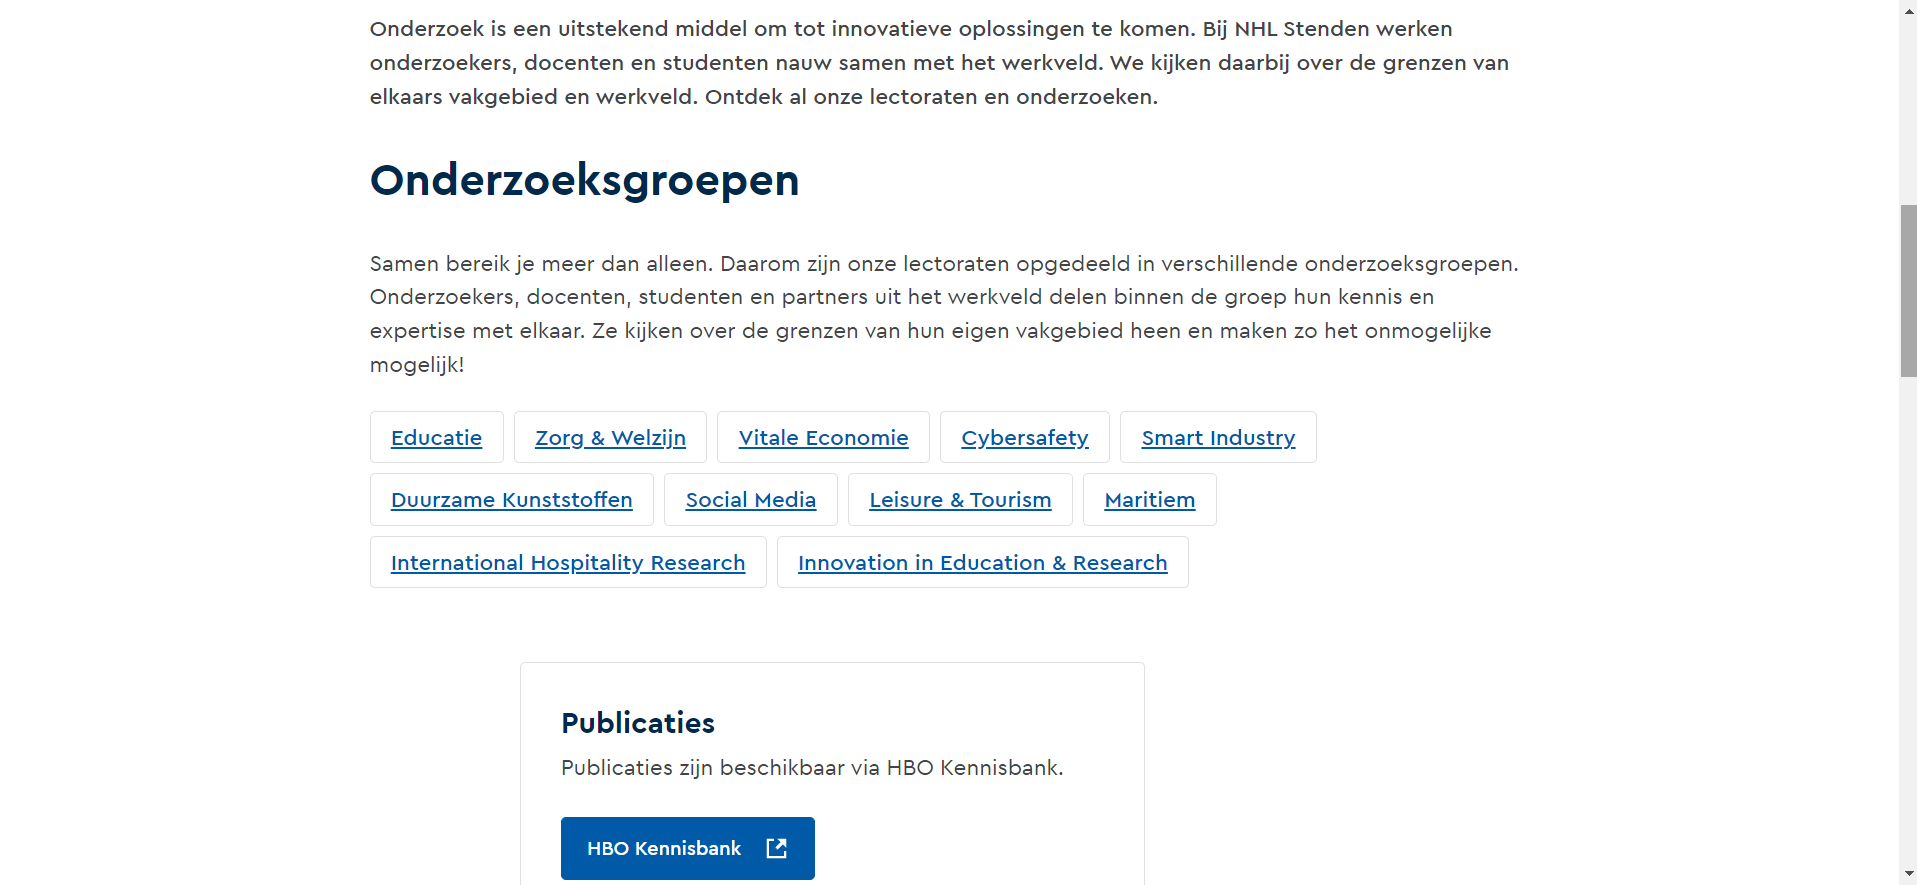 Onderzoek is een uitstekend middel om tot innovatieve oplossingen te komen. Bij NHL Stenden werken
onderzoekers, docenten en studenten nauw samen met het werkveld. We kijken daarbij over de grenzen van
elkaars vakgebied en werkveld. Ontdek al onze lectoraten en onderzoeken.
Onderzoeksgroepen
Samen bereik je meer dan alleen. Daarom zijn onze lectoraten opgedeeld in verschillende onderzoeksgroepen.
Onderzoekers, docenten, studenten en partners uit het werkveld delen binnen de groep hun kennis en
expertise met elkaar. Ze kijken over de grenzen van hun eigen vakgebied heen en maken zo het onmogelijke
mogelijk!
Educatie Zorg & Welzijn Vitale Economie Cybersafety Smart Industry
Duurzame Kunststoffen Social Media Leisure & Tourism Maritiem
International Hospitality Research Innovation in Education & Research
Publicaties
Publicaties zijn beschikbaar via HBO Kennisbank.
HBO Kennisbank